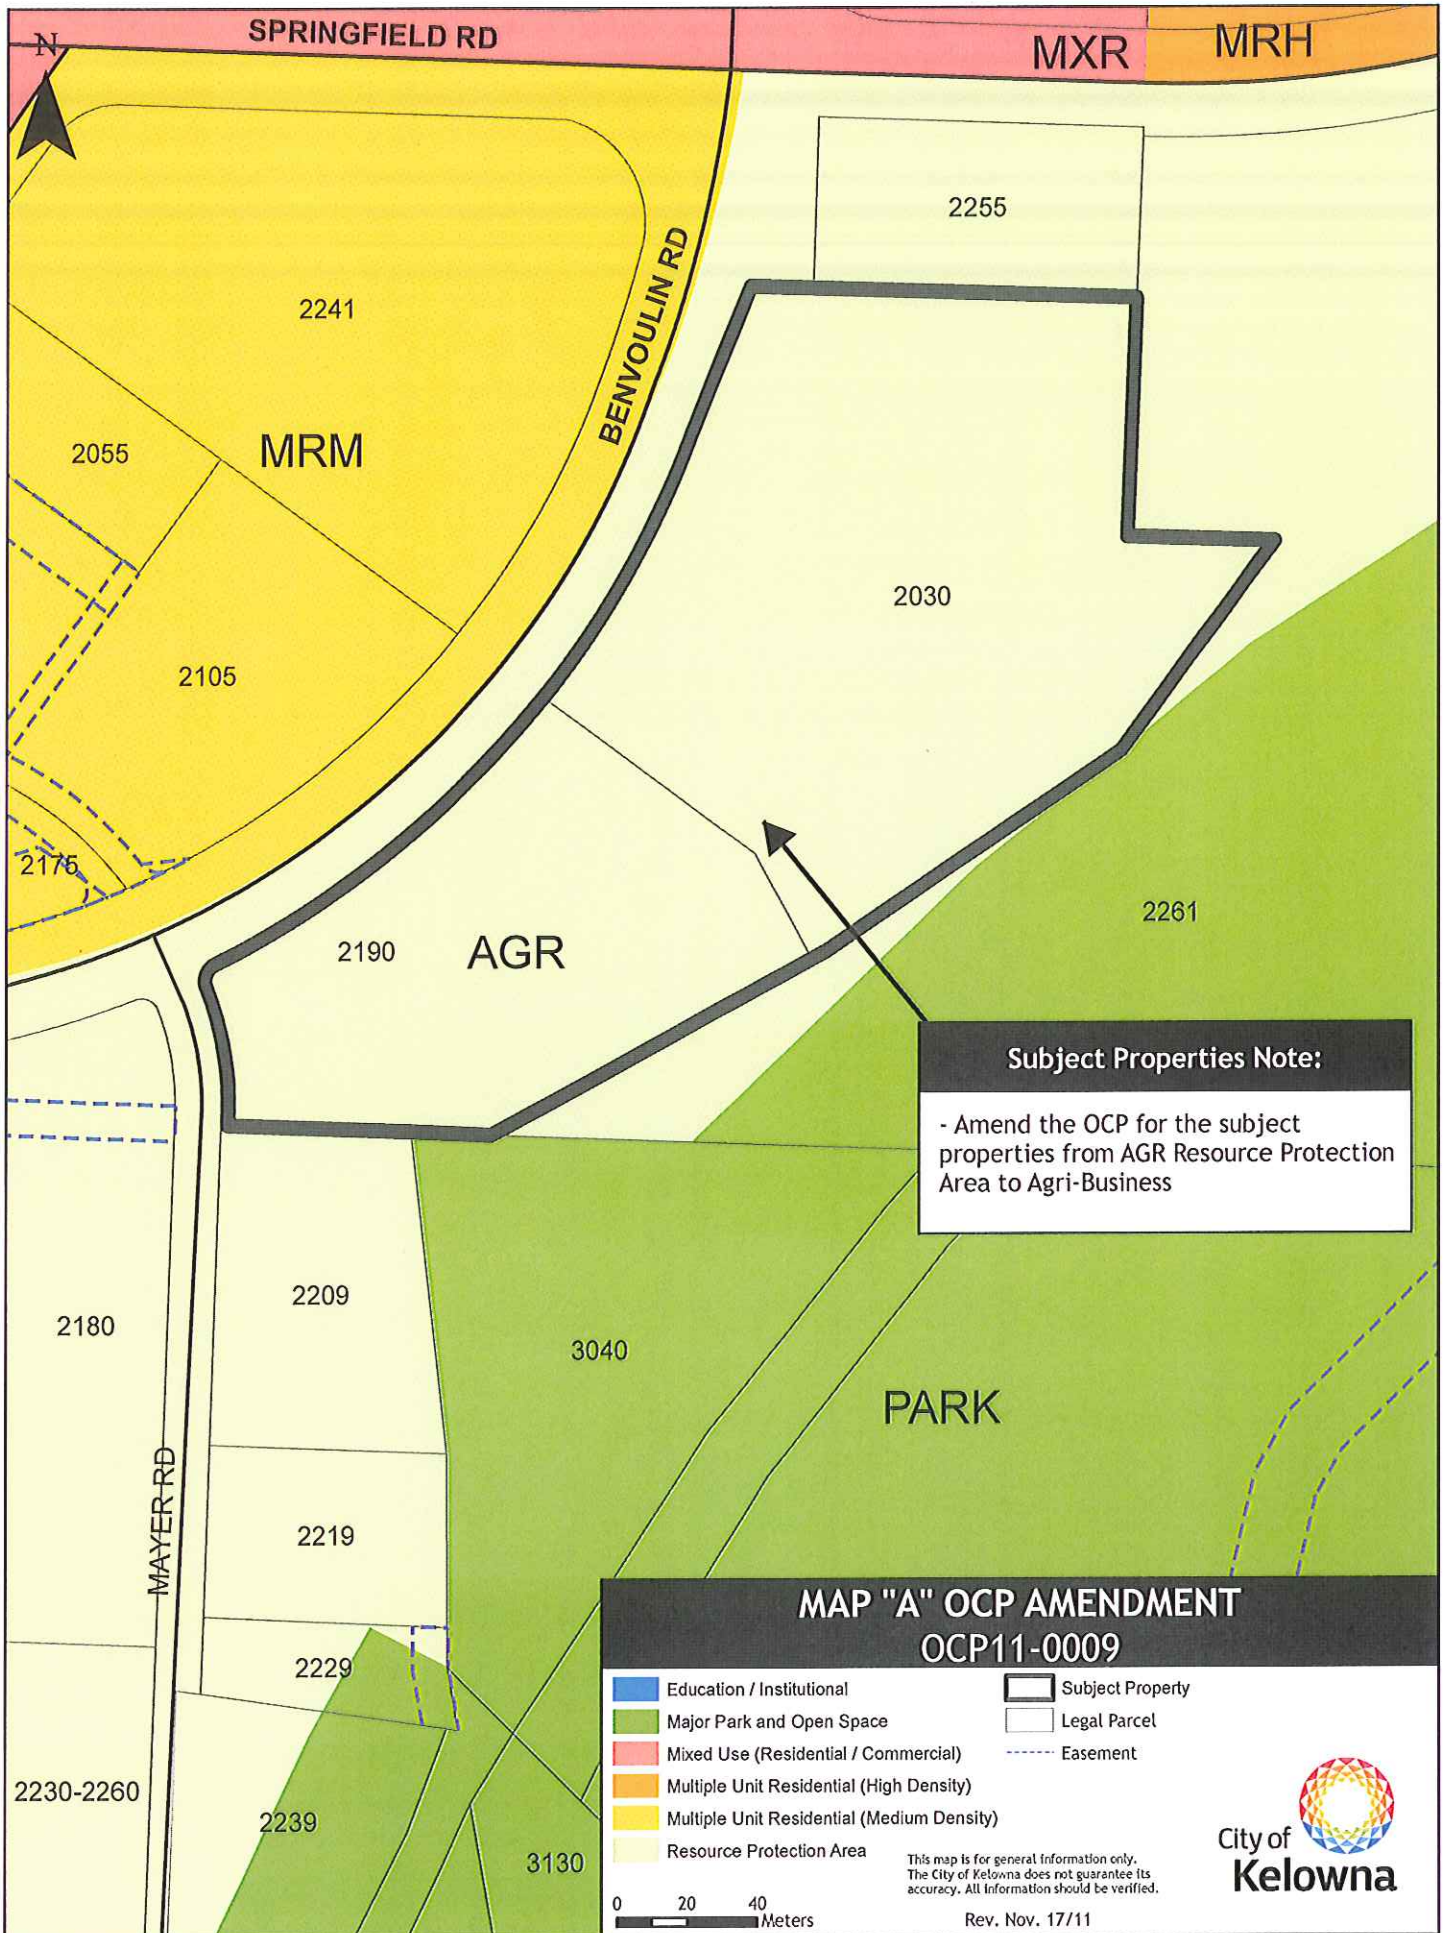 SPRINGFIELD RD
N
MXR
MRH
2255
BENVOULIN RD
2241
2055
MRM
2030
2105
2175
2261
2190
AGR
Subject Properties Note:
- Amend the OCP for the subject
properties from AGR Resource Protection
Area to Agri-Business
2209
2180
3040
PARK
MAYER RD
2219
2229
2230-2260
2239
3130
MAP "A" OCP AMENDMENT
OCP11-0009
Education / Institutional
Major Park and Open Space
Mixed Use (Residential / Commercial)
Multiple Unit Residential (High Density)
Multiple Unit Residential (Medium Density)
Resource Protection Area
Subject Property
Legal Parcel
Easement
This map is for general information only.
The City of Kelowna does not guarantee its
accuracy. All information should be verified.
0 20 40
Meters
Rev. Nov. 17/11
City of
Kelowna